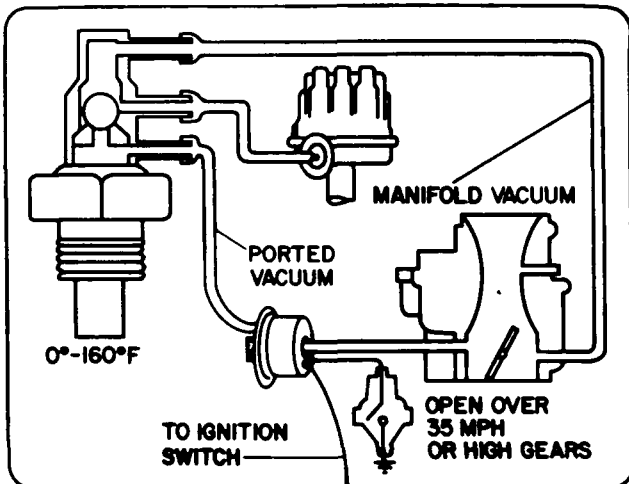 MANIFOLD VACUUM
PORTED
VACUUM
0°-160°F
TO IGNITION
SWITCH
OPEN OVER
35 MPH
OR HIGH GEARS